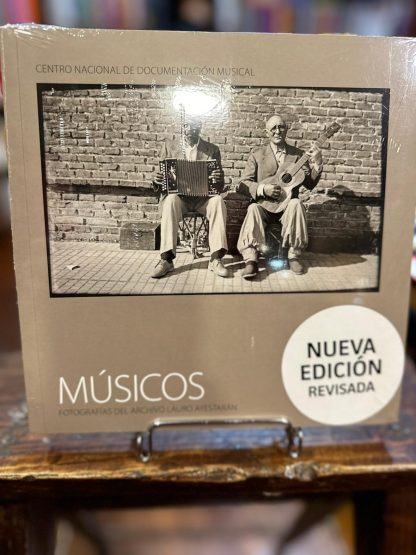 CENTRO NACIONAL DE DOCUMENTACIÓN MUSICAL
MÚSICOS
FOTOGRAFÍAS DEL ARCHIVO LAURO AYESTARÁN
NUEVA
EDICIÓN
REVISADA